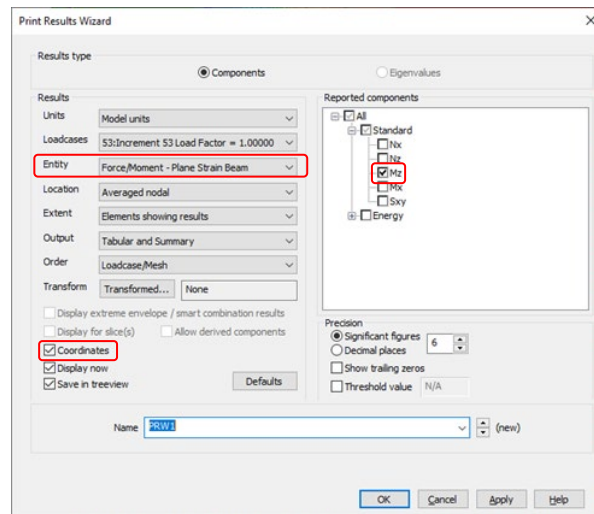 Print Results Wizard
Results type
Components
Eigenvalues
Results
Units
Model units
Loadcases
53:Increment 53 Load Factor = 1.00000
Entity
Force/Moment - Plane Strain Beam
Location
Averaged nodal
Extent
Elements showing results
Output
Tabular and Summary
Order
Loadcase/Mesh
Transform
Transformed...
None
Display extreme envelope / smart combination results
Display for slice(s)
Allow derived components
Coordinates
Display now
Save in treeview
Defaults
Reported components
All
Standard
Nx
Nz
Mz
Mx
Sxy
Energy
Precision
Significant figures
Decimal places
6
Show trailing zeros
Threshold value
N/A
Name
PRW1
(new)
OK
Cancel
Apply
Help